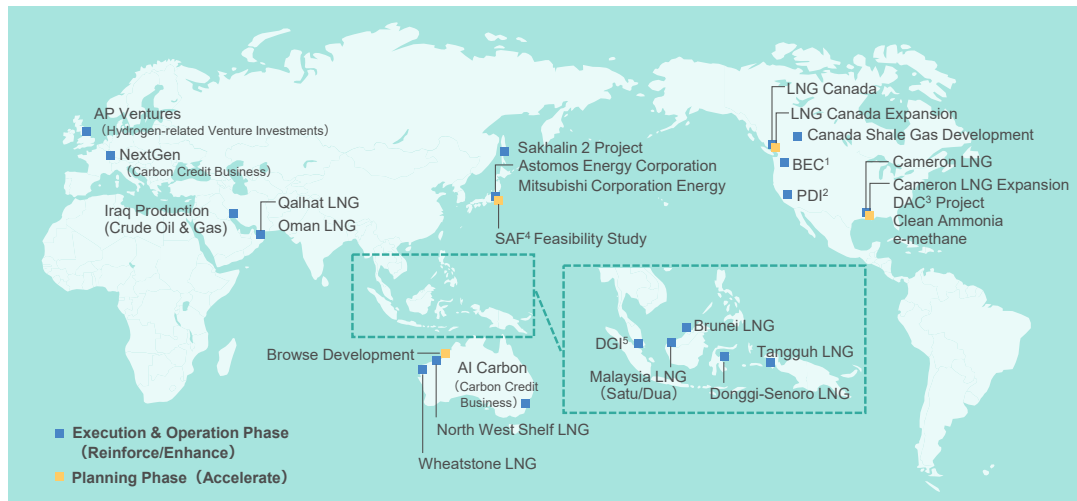 AP Ventures
（Hydrogen-related Venture Investments）
NextGen
（Carbon Credit Business）
Iraq Production
(Crude Oil & Gas)
Qalhat LNG
Oman LNG
Sakhalin 2 Project
Astomos Energy Corporation
Mitsubishi Corporation Energy
SAF⁴ Feasibility Study
LNG Canada
LNG Canada Expansion
Canada Shale Gas Development
BEC¹
PDI²
Cameron LNG
Cameron LNG Expansion
DAC³ Project
Clean Ammonia
e-methane
Browse Development
AI Carbon
（Carbon Credit
Business）
North West Shelf LNG
Wheatstone LNG
DGI⁵
Brunei LNG
Malaysia LNG
（Satu/Dua）
Tangguh LNG
Donggi-Senoro LNG
Execution & Operation Phase
（Reinforce/Enhance）
Planning Phase（Accelerate）